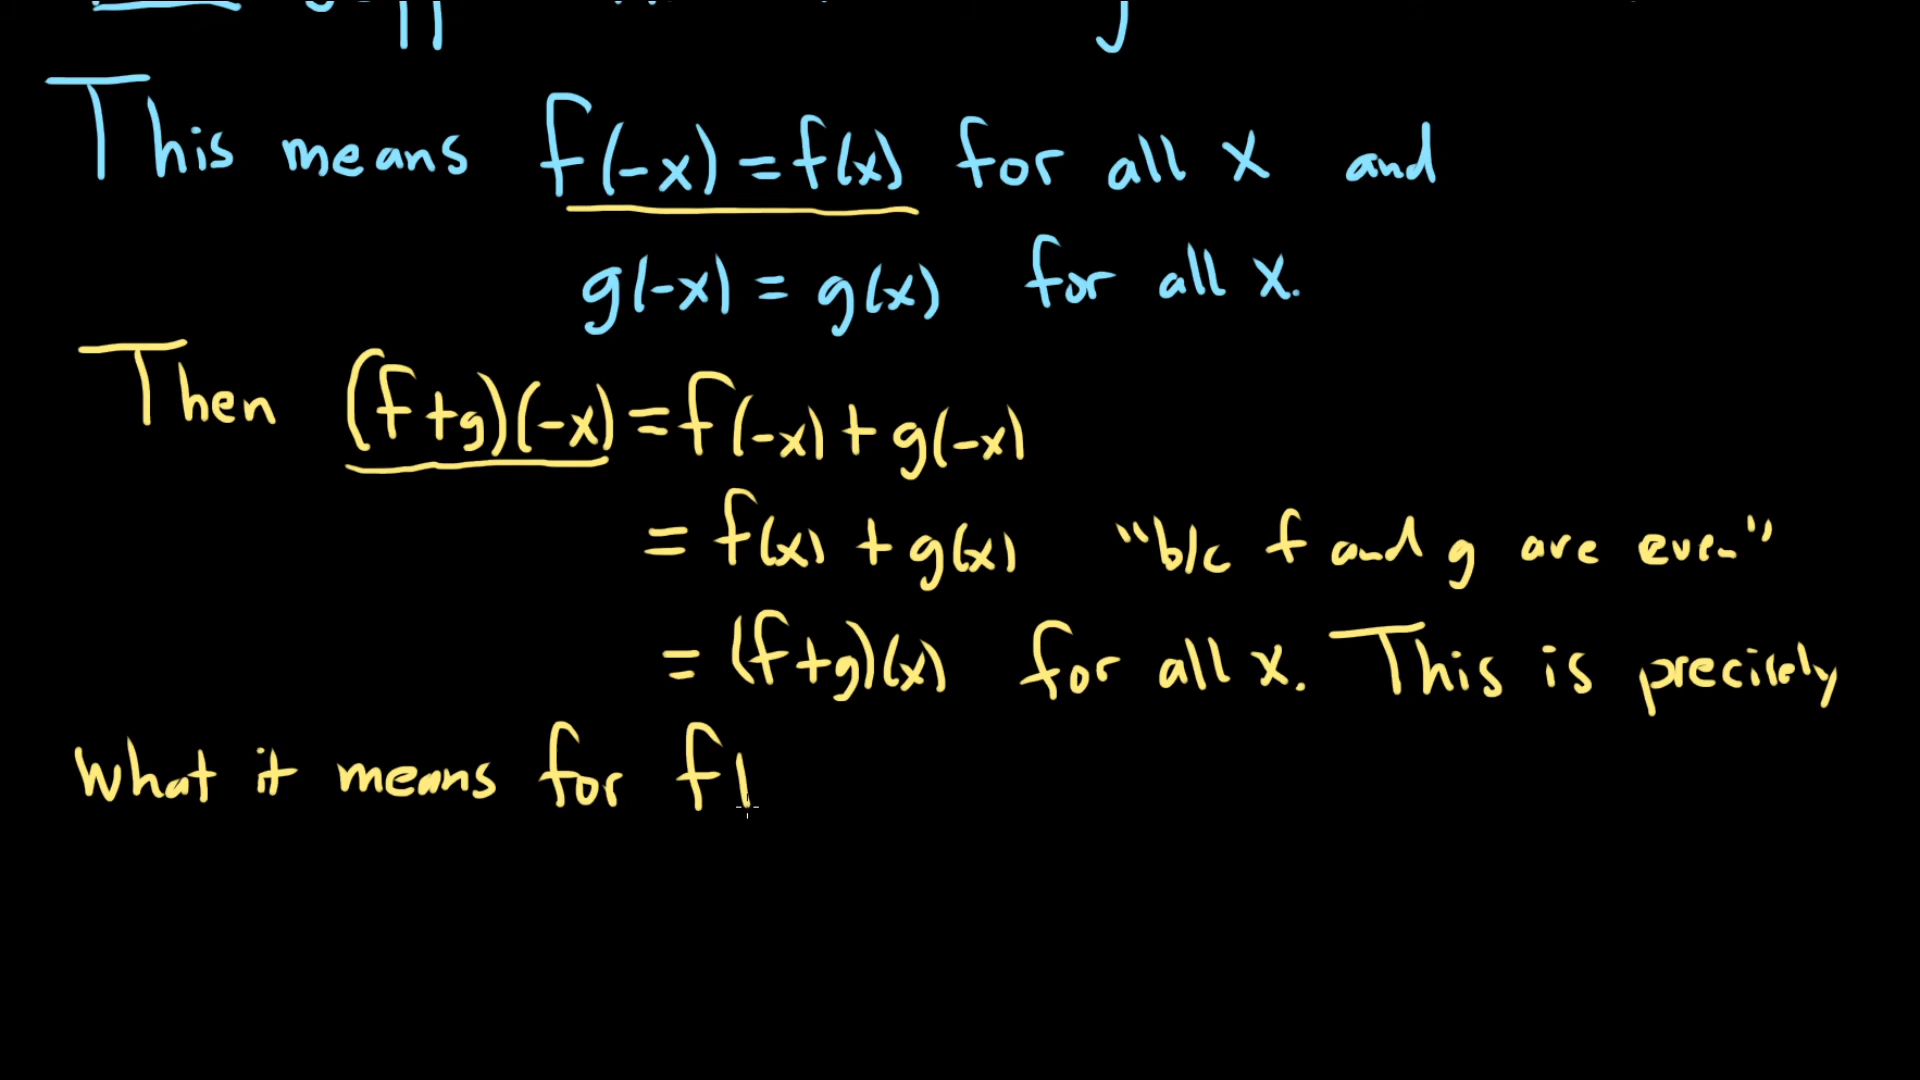 This means f(-x) = f(x) for all x and
g(-x) = g(x) for all x.
Then (f+g)(-x) = f(-x) + g(-x)
= f(x) + g(x) "b/c f and g are even"
= (f+g)(x) for all x. This is precisely
what it means for f